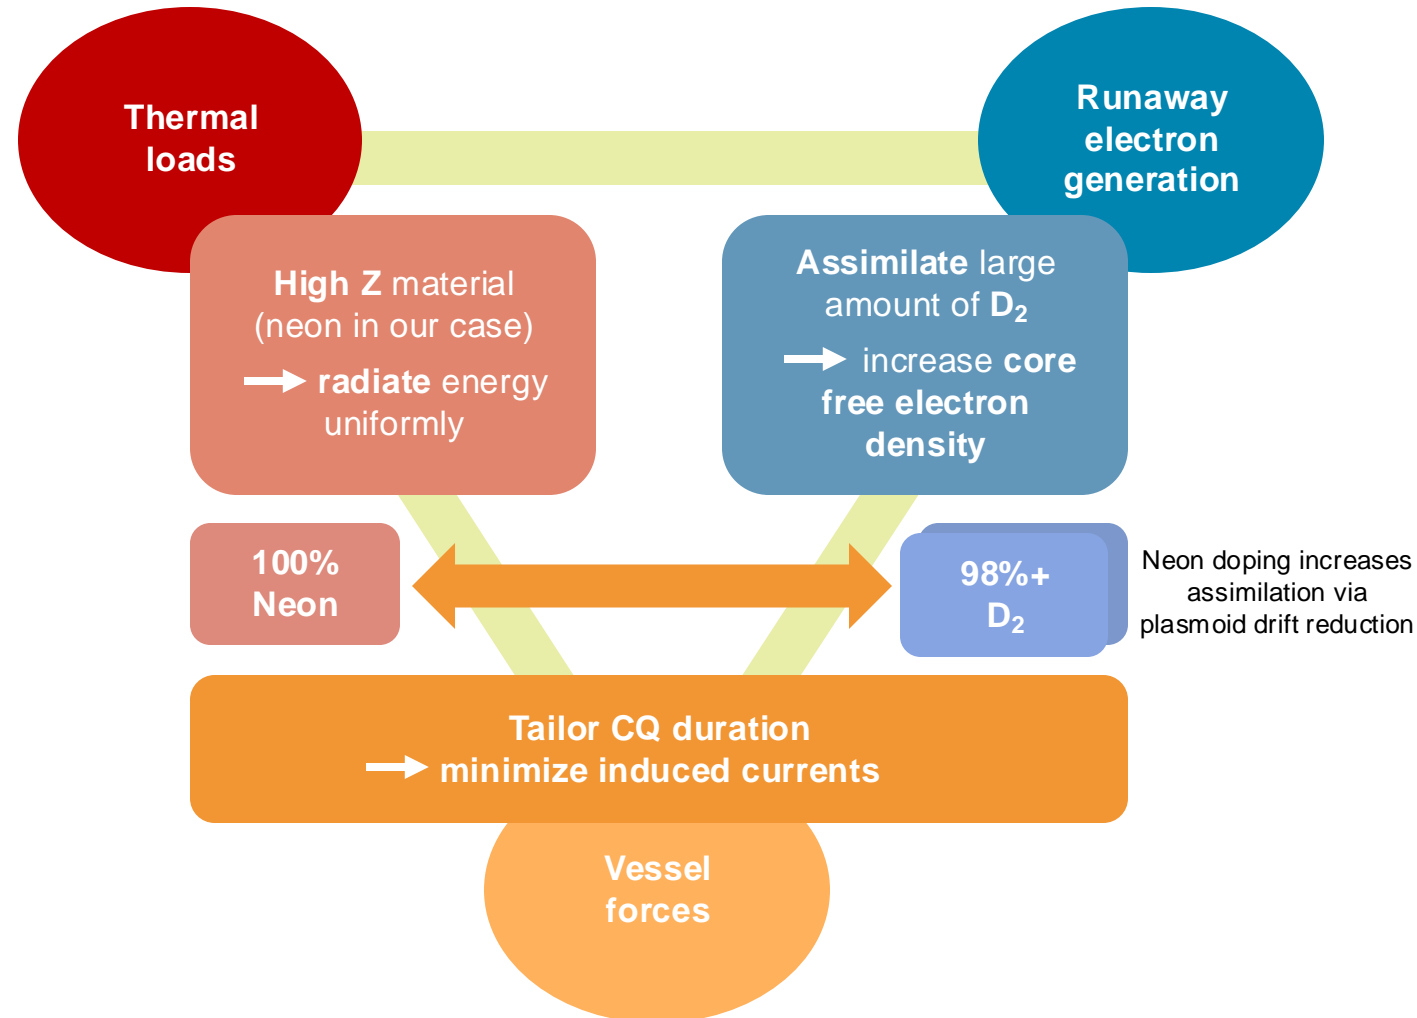 Thermal
loads
Runaway
electron
generation
High Z material
(neon in our case)
radiate energy
uniformly
Assimilate large
amount of D₂
increase core
free electron
density
100%
Neon
98%+
D₂
Neon doping increases
assimilation via
plasmoid drift reduction
Tailor CQ duration
minimize induced currents
Vessel
forces